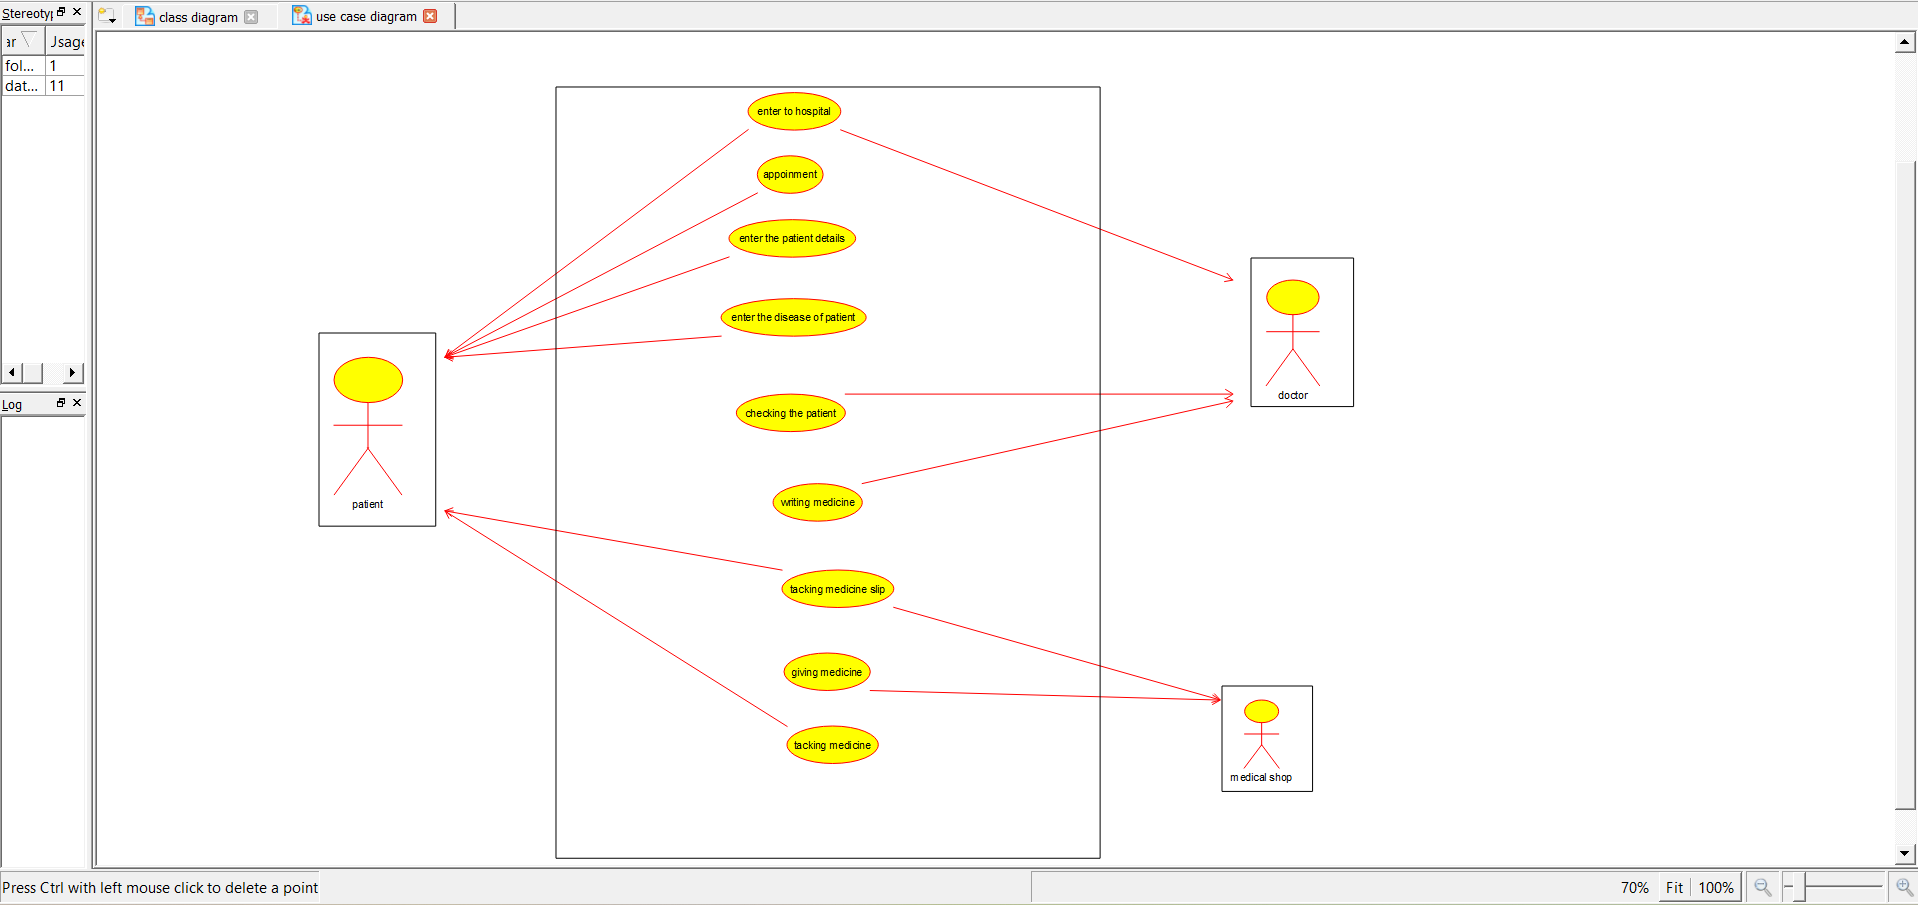 Stereotyp
class diagram
use case diagram
ar
Jsage
fol... 1
dat... 11
enter to hospital
appoinment
enter the patient details
enter the disease of patient
checking the patient
writing medicine
tacking medicine slip
giving medicine
tacking medicine
patient
doctor
medical shop
Log
Press Ctrl with left mouse click to delete a point
70% Fit 100%